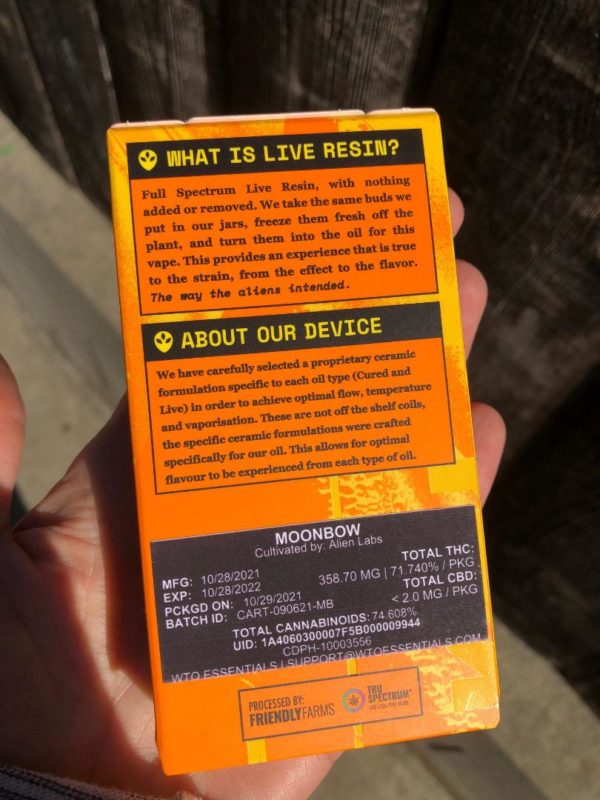 WHAT IS LIVE RESIN?
Full Spectrum Live Resin, with nothing
added or removed. We take the same buds we
put in our jars, freeze them fresh off the
plant, and turn them into the oil for this
vape. This provides an experience that is true
to the strain, from the effect to the flavor.
The way the aliens intended.
ABOUT OUR DEVICE
We have carefully selected a proprietary ceramic
formulation specific to each oil type (Cured and
Live) in order to achieve optimal flow, temperature
and vaporisation. These are not off the shelf coils,
the specific ceramic formulations were crafted
specifically for our oil. This allows for optimal
flavour to be experienced from each type of oil.
MOONBOW
Cultivated by: Alien Labs
MFG: 10/28/2021
EXP: 10/28/2022
PCKGD ON: 10/29/2021
BATCH ID: CART-090621-MB
TOTAL THC:
358.70 MG | 71.740% / PKG
TOTAL CBD:
< 2.0 MG / PKG
TOTAL CANNABINOIDS: 74.608%
UID: 1A4060300007F5B000009944
CDPH-10003556
WTO ESSENTIALS | SUPPORT@WTOESSENTIALS.COM
PROCESSED BY:
FRIENDLYFARMS
TRU
SPECTRUM